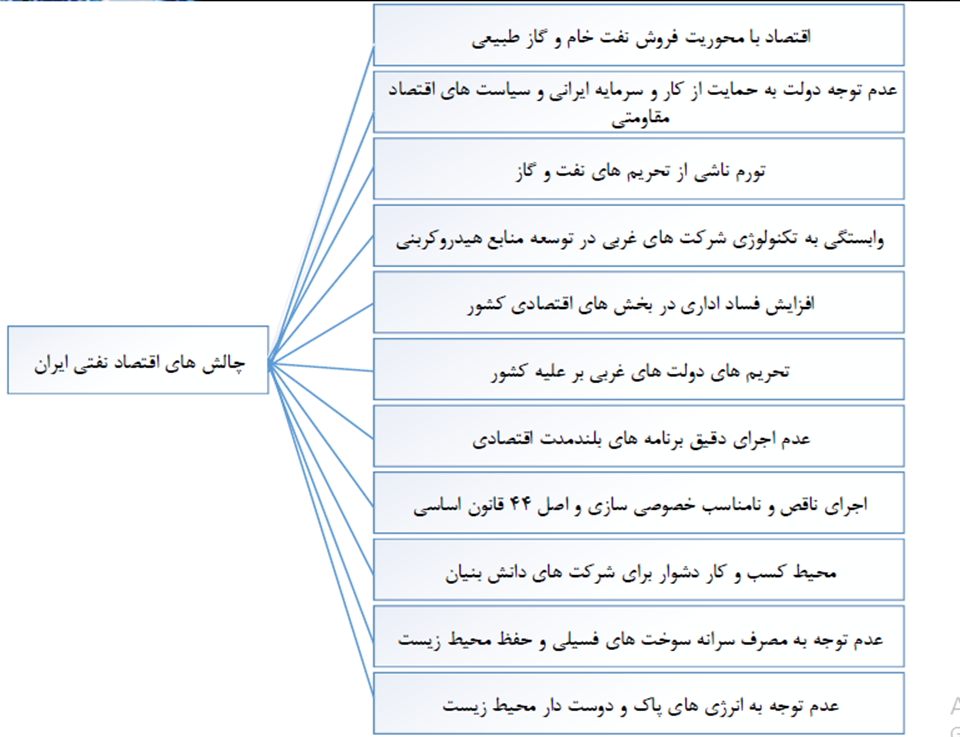 اقتصاد با محوریت فروش نفت خام و گاز طبیعی
عدم توجه دولت به حمایت از کار و سرمایه ایرانی و سیاست های اقتصاد
مقاومتی
تورم ناشی از تحریم های نفت و گاز
وابستگی به تکنولوژی شرکت های غربی در توسعه منابع هیدروکربنی
افزایش فساد اداری در بخش های اقتصادی کشور
چالش های اقتصاد نفتی ایران
تحریم های دولت های غربی بر علیه کشور
عدم اجرای دقیق برنامه های بلندمدت اقتصادی
اجرای ناقص و نامناسب خصوصی سازی و اصل ۴۴ قانون اساسی
محیط کسب و کار دشوار برای شرکت های دانش بنیان
عدم توجه به مصرف سرانه سوخت های فسیلی و حفظ محیط زیست
عدم توجه به انرژی های پاک و دوست دار محیط زیست